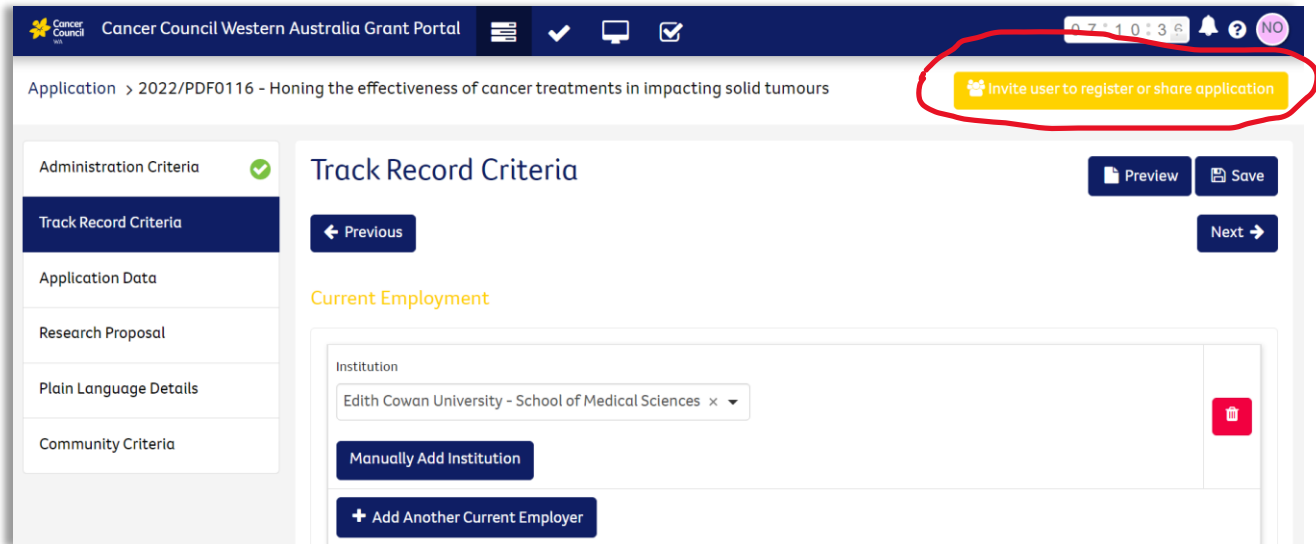 Cancer Council WA
Cancer Council Western Australia Grant Portal
07:10:36
NO
Application > 2022/PDF0116 - Honing the effectiveness of cancer treatments in impacting solid tumours
Invite user to register or share application
Administration Criteria
Track Record Criteria
Application Data
Research Proposal
Plain Language Details
Community Criteria
Track Record Criteria
Preview
Save
Previous
Next
Current Employment
Institution
Edith Cowan University - School of Medical Sciences ×
Manually Add Institution
+ Add Another Current Employer